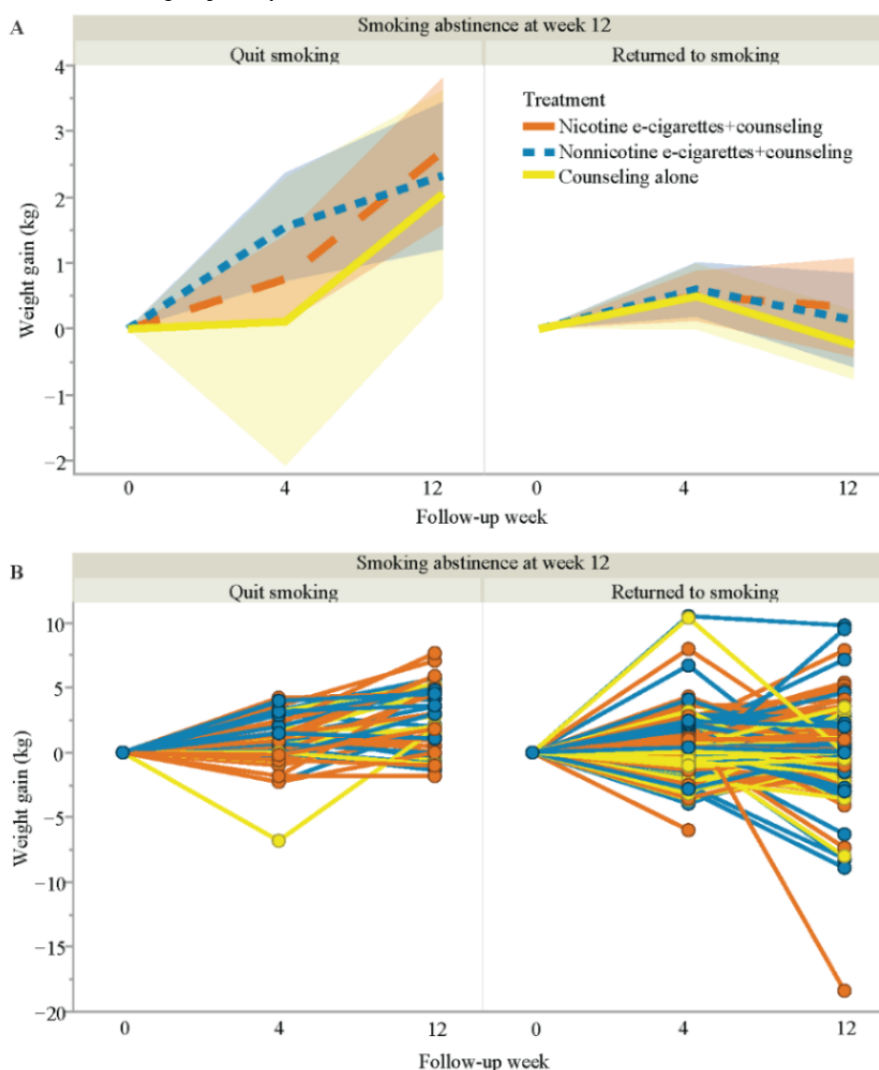 A
Smoking abstinence at week 12
Quit smoking
Returned to smoking
4
3
2
1
0
−1
−2
Weight gain (kg)
Treatment
Nicotine e-cigarettes+counseling
Nonnicotine e-cigarettes+counseling
Counseling alone
0
4
12
0
4
12
Follow-up week
B
Smoking abstinence at week 12
Quit smoking
Returned to smoking
10
5
0
−5
−10
−15
−20
Weight gain (kg)
0
4
12
0
4
12
Follow-up week